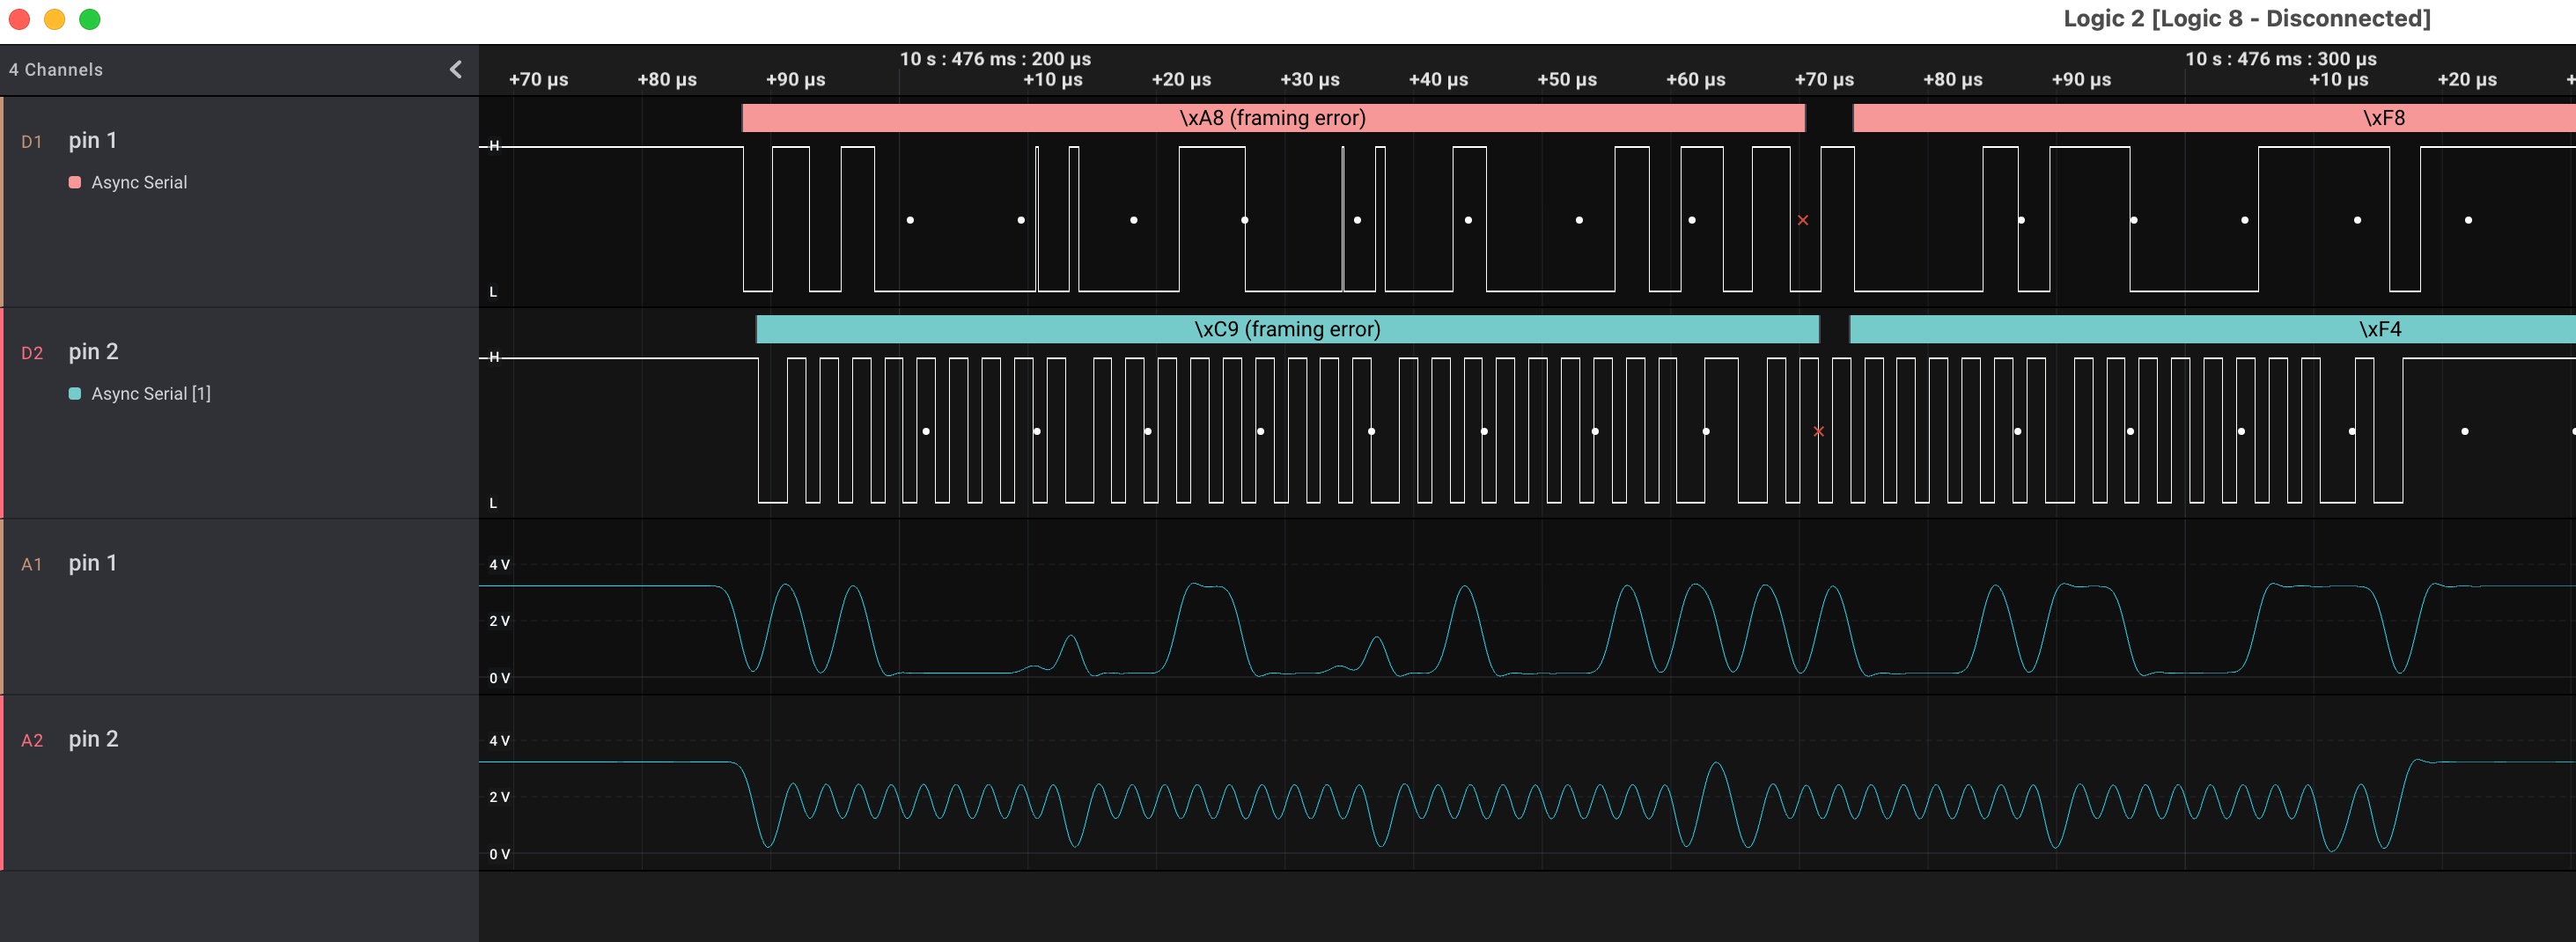 Logic 2 [Logic 8 - Disconnected]
4 Channels
10 s : 476 ms : 200 µs
10 s : 476 ms : 300 µs
+70 µs +80 µs +90 µs +10 µs +20 µs +30 µs +40 µs +50 µs +60 µs +70 µs +80 µs +90 µs +10 µs +20 µs +
\xA8 (framing error)
\xF8
D1 pin 1
H
Async Serial
L
\xC9 (framing error)
\xF4
D2 pin 2
H
Async Serial [1]
L
A1 pin 1
4 V
2 V
0 V
A2 pin 2
4 V
2 V
0 V